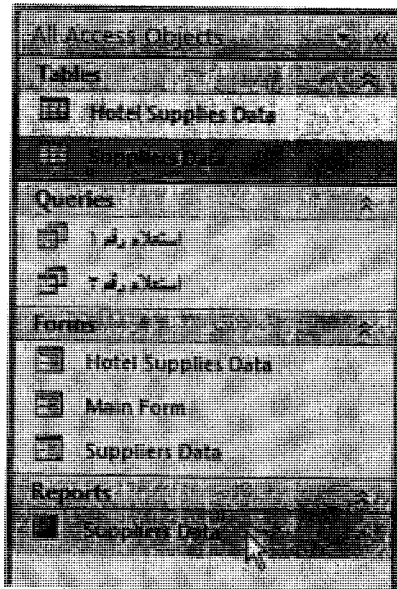 All Access Objects
Tables
Hotel Supplies Data
Suppliers Data
Queries
استعلام رقم ١
استعلام رقم ٢
Forms
Hotel Supplies Data
Main Form
Suppliers Data
Reports
Suppliers Data